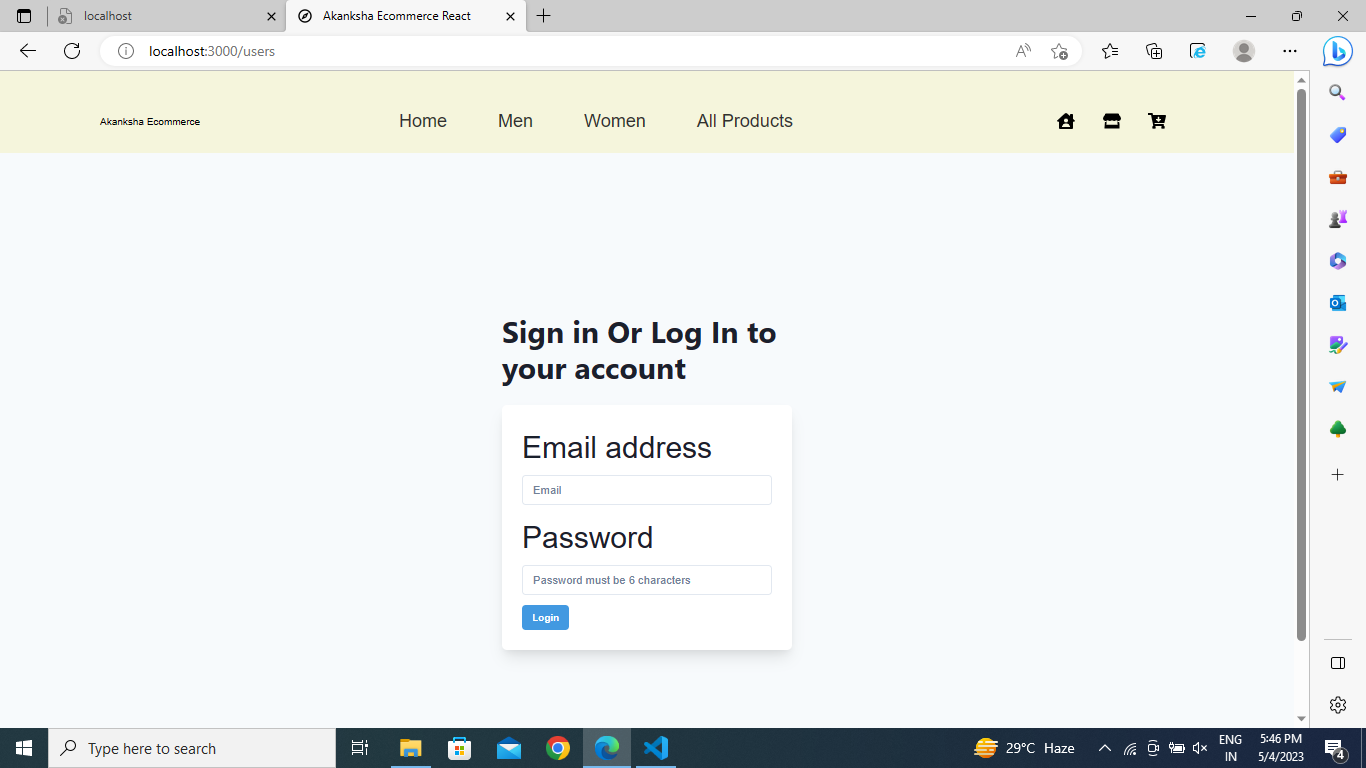 localhost
Akanksha Ecommerce React
localhost:3000/users
Akanksha Ecommerce
Home
Men
Women
All Products
Sign in Or Log In to
your account
Email address
Email
Password
Password must be 6 characters
Login
Type here to search
29°C Haze
ENG
IN
5:46 PM
5/4/2023
4